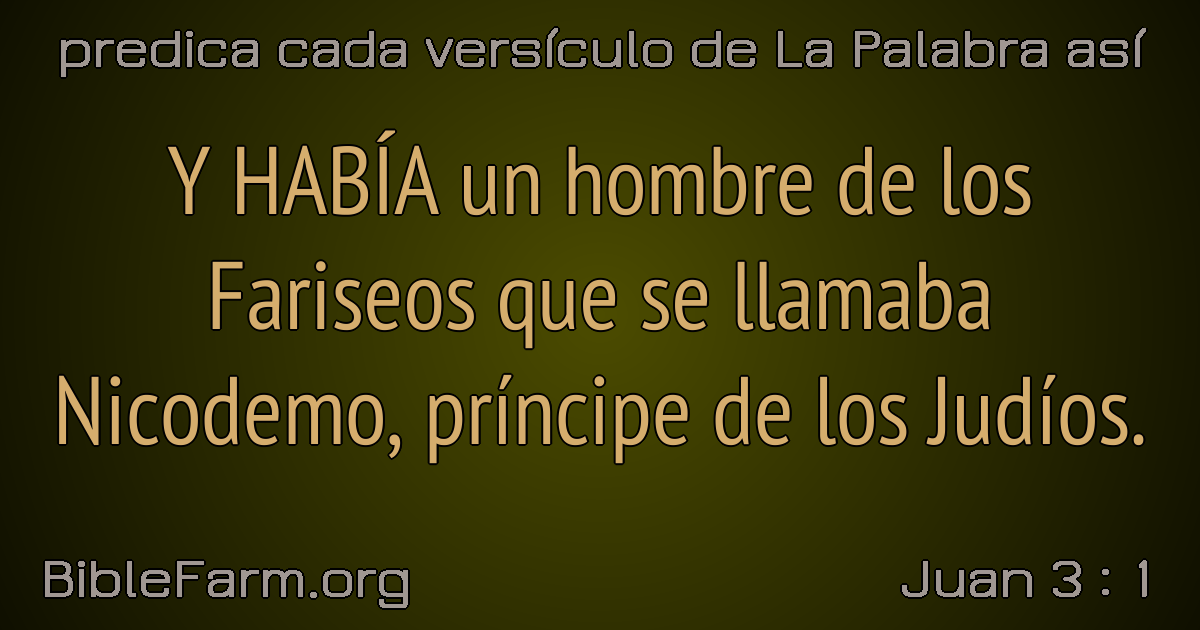 predica cada versículo de La Palabra así
Y HABÍA un hombre de los
Fariseos que se llamaba
Nicodemo, príncipe de los Judíos.
BibleFarm.org
Juan 3 : 1